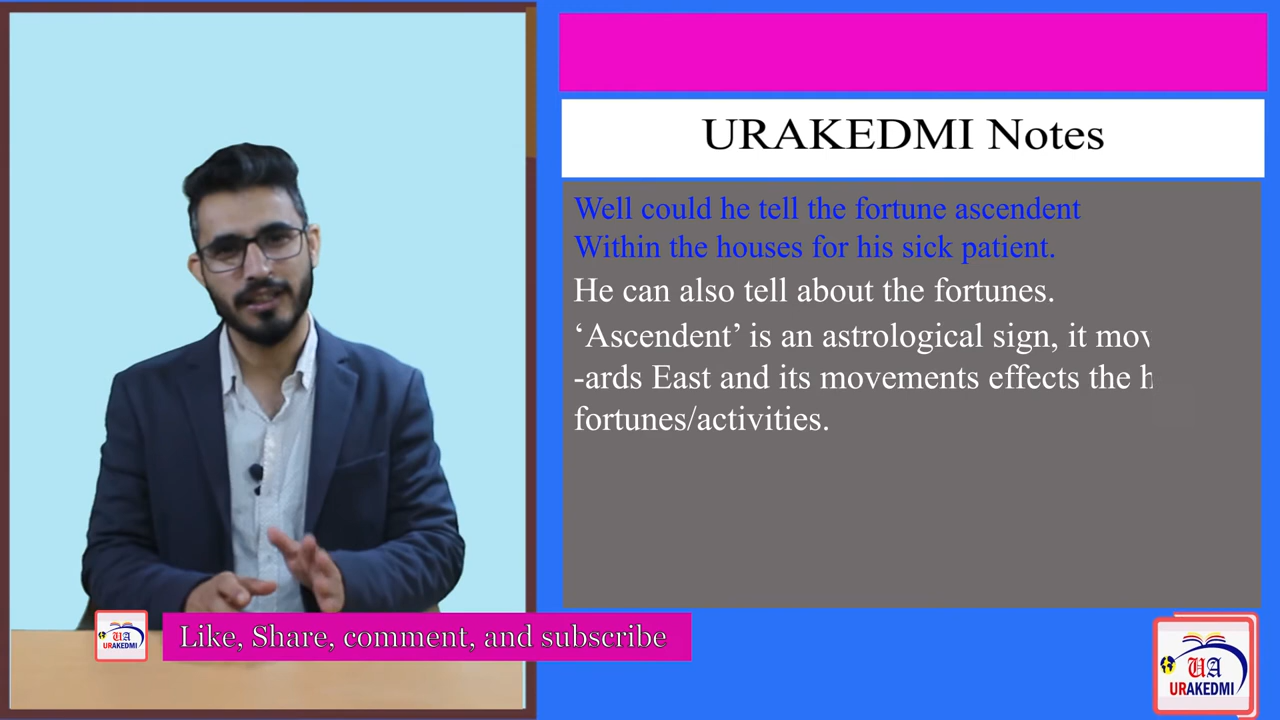 URAKEDMI Notes
Well could he tell the fortune ascendent
Within the houses for his sick patient.
He can also tell about the fortunes.
‘Ascendent’ is an astrological sign, it
-ards East and its movements effects the
fortunes/activities.
UA
URAKEDMI
Like, Share, comment, and subscribe
UA
URAKEDMI